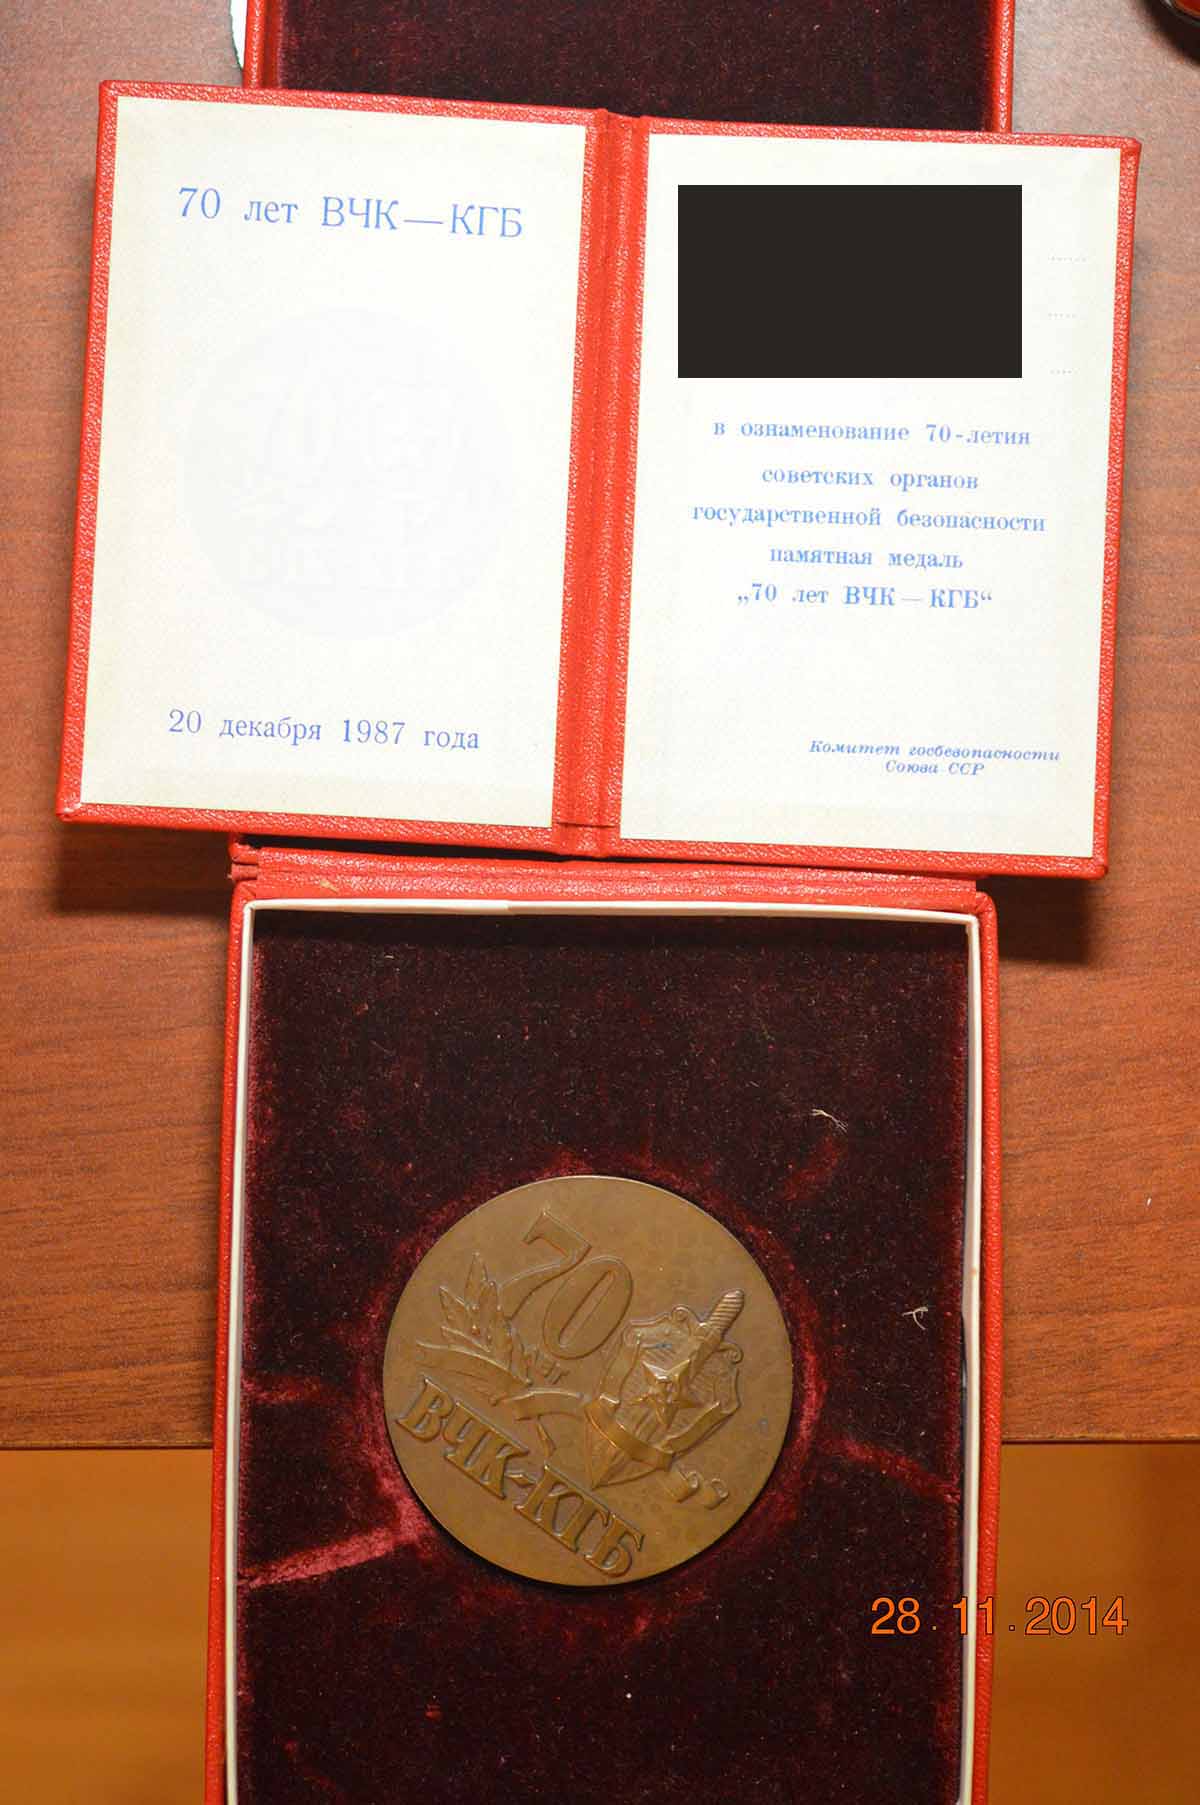 70 лет ВЧК — КГБ
20 декабря 1987 года
в ознаменование 70-летия
советских органов
государственной безопасности
памятная медаль
„70 лет ВЧК — КГБ“
Комитет госбезопасности
Союза ССР
70
лет
ВЧК-КГБ
28.11.2014